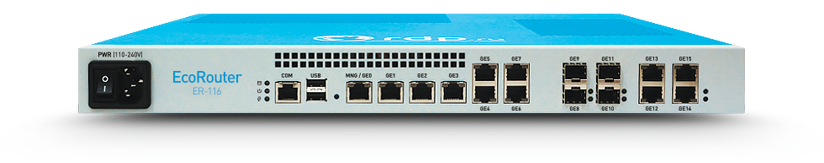 rdp.ru
PWR (110-240V)
EcoRouter
ER-116
COM
USB
MNG / GE0
GE1
GE2
GE3
GE5
GE7
GE4
GE6
GE9
GE11
GE8
GE10
GE13
GE15
GE12
GE14